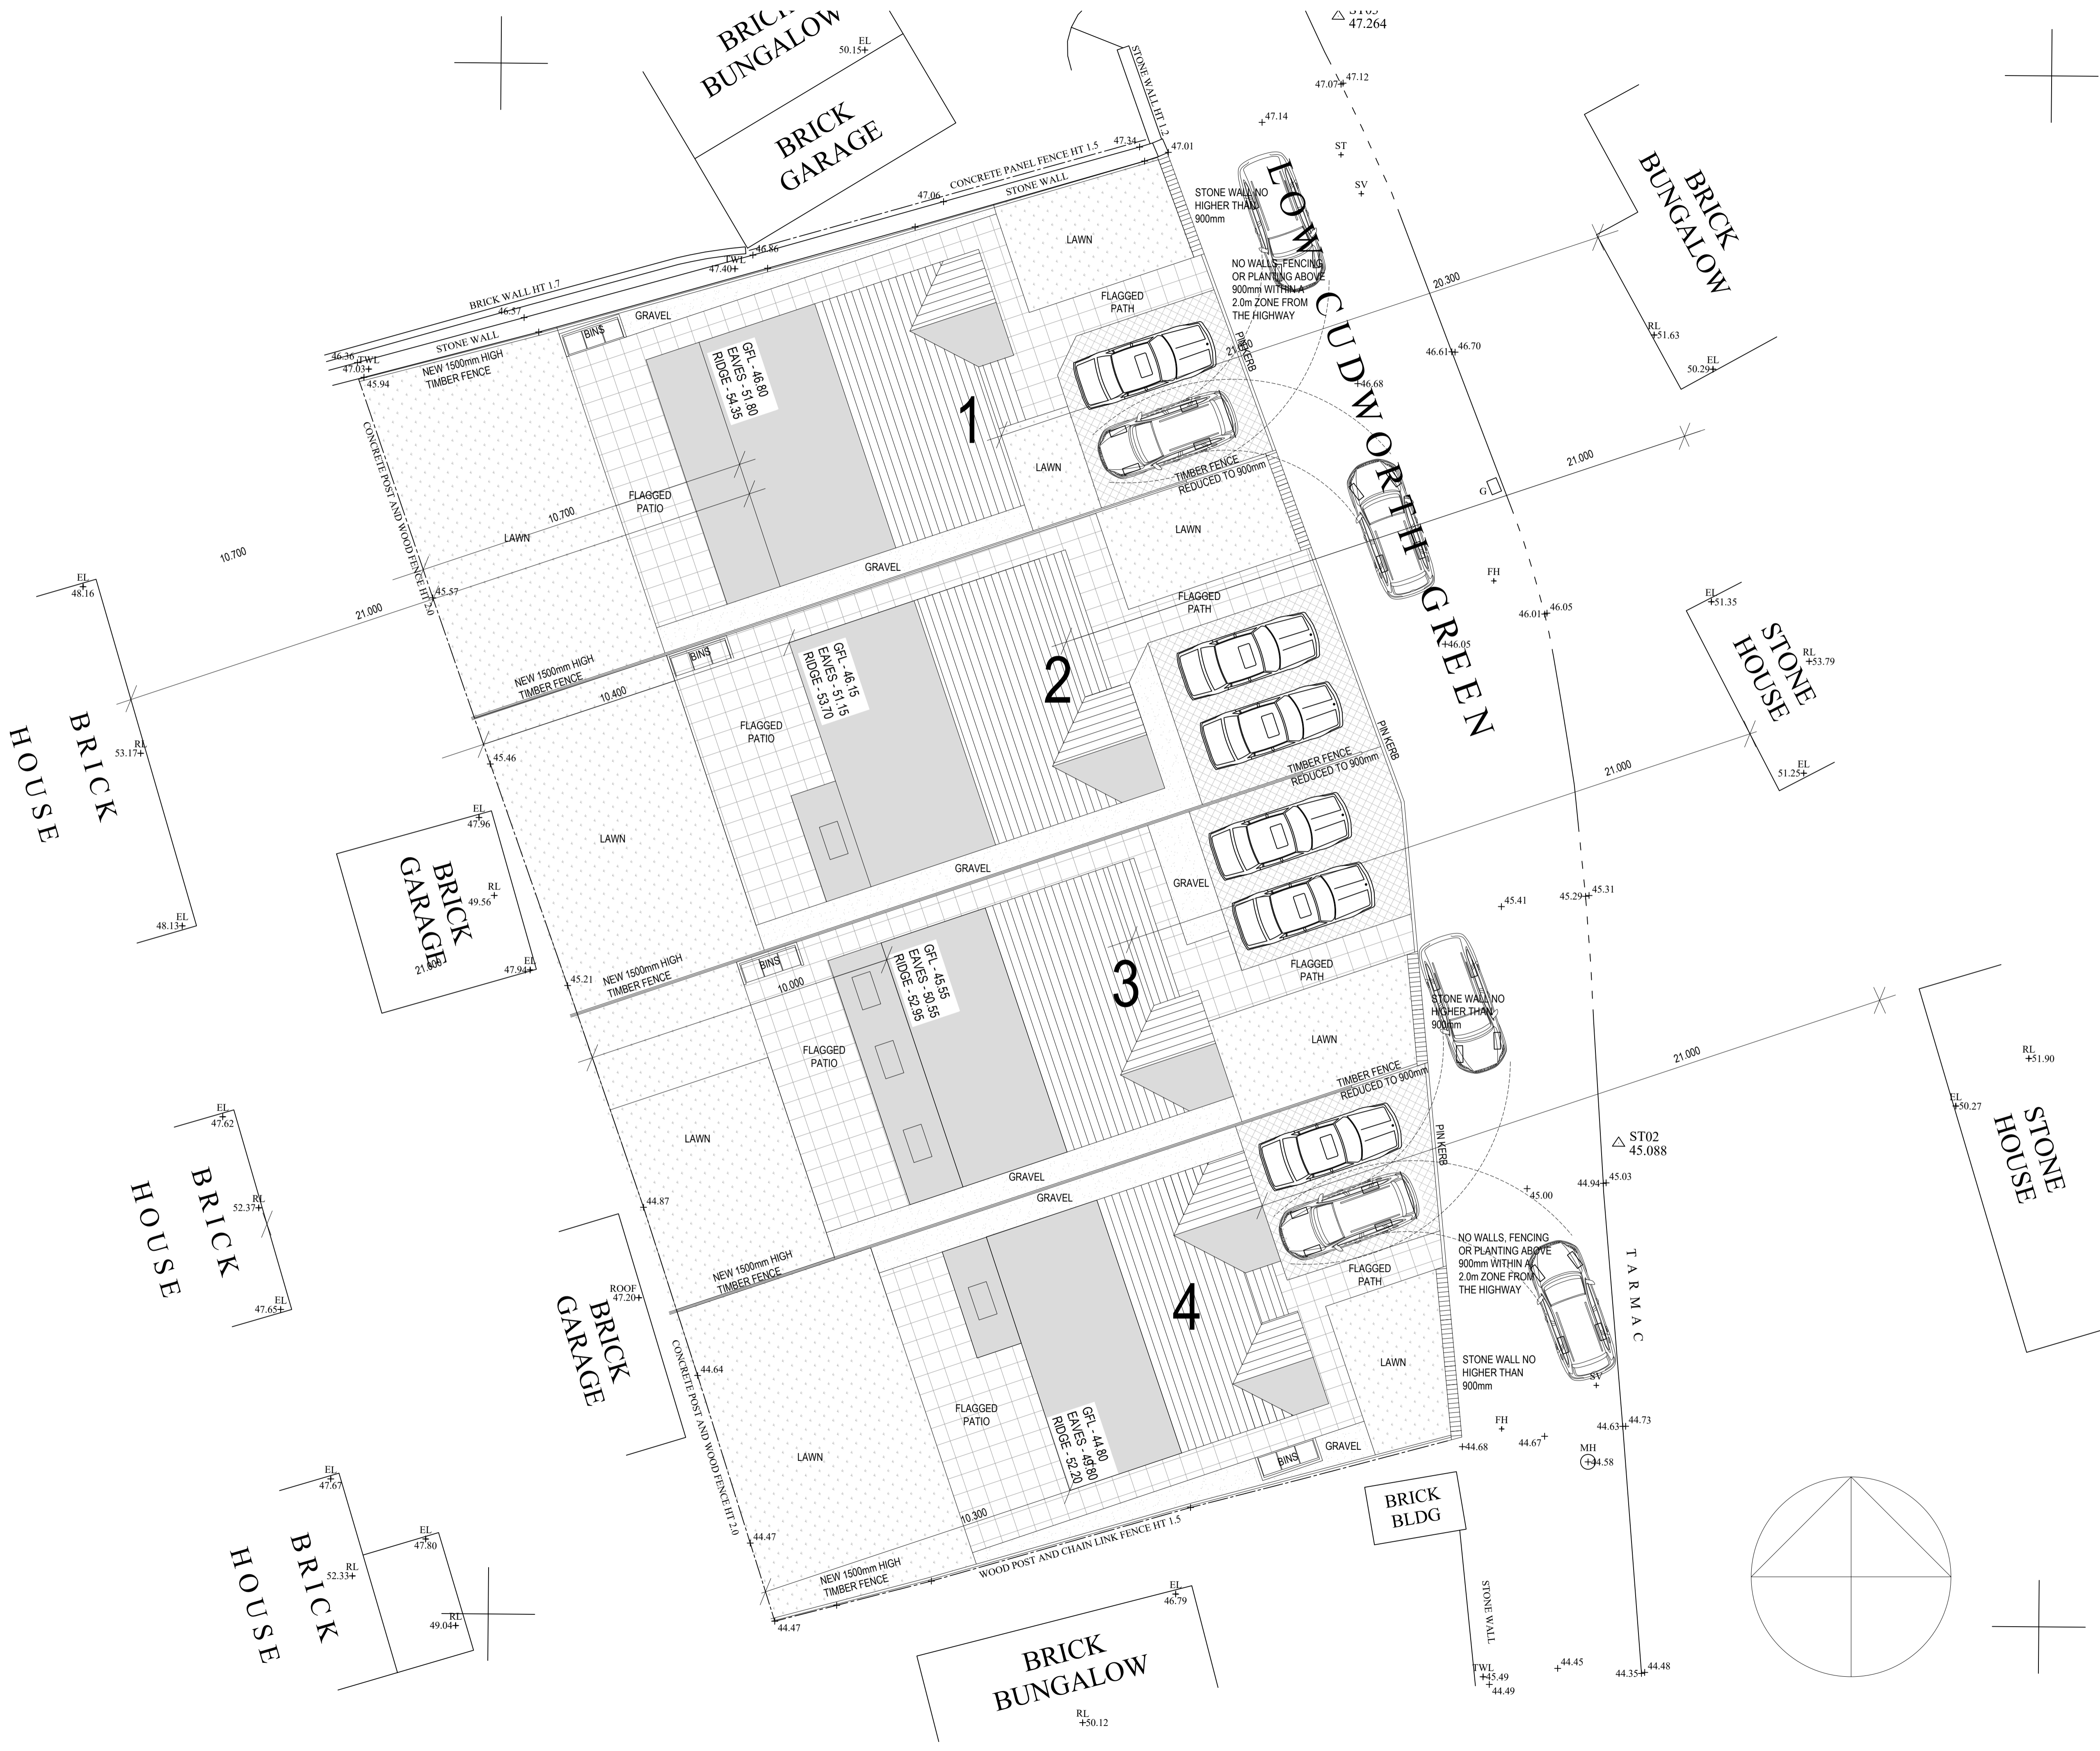 BRICK
BUNGALOW
EL
50.15
BRICK
GARAGE
STONE WALL HT 1.2
47.264
47.07
47.12
47.14
ST
SV
47.34
47.01
CONCRETE PANEL FENCE HT 1.5
STONE WALL
47.06
46.86
TWL
47.40
BRICK WALL HT 1.7
46.57
STONE WALL
46.36
TWL
47.03
45.94
NEW 1500mm HIGH
TIMBER FENCE
BINS
GRAVEL
LAWN
STONE WALL NO
HIGHER THAN
900mm
NO WALLS, FENCING
OR PLANTING ABOVE
900mm WITHIN A
2.0m ZONE FROM
THE HIGHWAY
FLAGGED
PATH
PIN KERB
LOW CUDWORTH GREEN
BRICK
BUNGALOW
20.300
RL
51.63
EL
50.29
46.61
46.70
46.68
21.000
GFL - 46.80
EAVES - 51.80
RIDGE - 54.35
1
LAWN
TIMBER FENCE
REDUCED TO 900mm
21.000
G
FLAGGED
PATIO
10.700
LAWN
CONCRETE POST AND WOOD FENCE HT 2.0
10.700
21.000
45.57
EL
48.16
GRAVEL
LAWN
FLAGGED
PATH
FH
46.01
46.05
46.05
EL
51.35
STONE
HOUSE
RL
53.79
EL
51.25
NEW 1500mm HIGH
TIMBER FENCE
10.400
BINS
GFL - 46.15
EAVES - 51.15
RIDGE - 53.70
2
FLAGGED
PATIO
PIN KERB
TIMBER FENCE
REDUCED TO 900mm
21.000
BRICK
HOUSE
RL
53.17
EL
48.13
45.46
EL
47.96
BRICK
GARAGE
RL
49.56
21.000
EL
47.94
LAWN
GRAVEL
GRAVEL
45.21
NEW 1500mm HIGH
TIMBER FENCE
BINS
10.000
GFL - 45.55
EAVES - 50.55
RIDGE - 52.95
3
FLAGGED
PATH
45.41
45.29
45.31
STONE WALL NO
HIGHER THAN
900mm
LAWN
FLAGGED
PATIO
TIMBER FENCE
REDUCED TO 900mm
21.000
RL
51.90
EL
50.27
STONE
HOUSE
EL
47.62
BRICK
HOUSE
RL
52.37
EL
47.65
LAWN
44.87
GRAVEL
GRAVEL
PIN KERB
ST02
45.088
44.94
45.03
45.00
NEW 1500mm HIGH
TIMBER FENCE
ROOF
47.20
BRICK
GARAGE
4
FLAGGED
PATH
NO WALLS, FENCING
OR PLANTING ABOVE
900mm WITHIN A
2.0m ZONE FROM
THE HIGHWAY
TARMAC
44.64
CONCRETE POST AND WOOD FENCE HT 2.0
LAWN
STONE WALL NO
HIGHER THAN
900mm
SV
FLAGGED
PATIO
GFL - 44.80
EAVES - 49.80
RIDGE - 52.20
LAWN
FH
44.63
44.73
44.68
44.67
MH
44.58
BINS
GRAVEL
EL
47.67
BRICK
HOUSE
RL
52.33
EL
47.80
RL
49.04
44.47
10.300
NEW 1500mm HIGH
TIMBER FENCE
WOOD POST AND CHAIN LINK FENCE HT 1.5
BRICK
BLDG
44.47
EL
46.79
BRICK
BUNGALOW
RL
50.12
STONE WALL
TWL
45.49
44.49
44.45
44.35
44.48